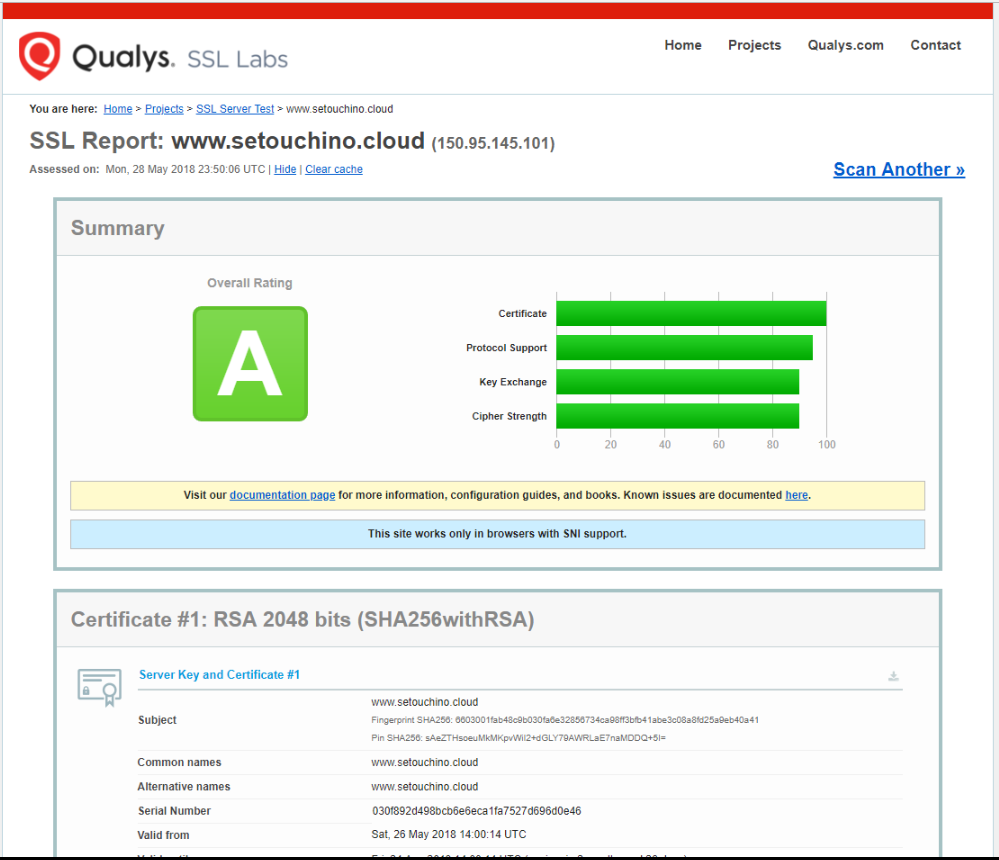 Qualys. SSL Labs
Home Projects Qualys.com Contact
You are here: Home > Projects > SSL Server Test > www.setouchino.cloud
SSL Report: www.setouchino.cloud (150.95.145.101)
Assessed on: Mon, 28 May 2018 23:50:06 UTC | Hide | Clear cache
Scan Another »
Summary
Overall Rating
A
Certificate
Protocol Support
Key Exchange
Cipher Strength
0 20 40 60 80 100
Visit our documentation page for more information, configuration guides, and books. Known issues are documented here.
This site works only in browsers with SNI support.
Certificate #1: RSA 2048 bits (SHA256withRSA)
Server Key and Certificate #1
Subject
www.setouchino.cloud
Fingerprint SHA256: 6603001fab48c9b030fa6e32856734ca98ff3bfb41abe3c08a8fd25a9eb40a41
Pin SHA256: sAeZTHsoeuMkMKpvWil2+dGLY79AWRLaE7naMDDQ+5I=
Common names www.setouchino.cloud
Alternative names www.setouchino.cloud
Serial Number 030f892d498bcb6e6eca1fa7527d696d0e46
Valid from Sat, 26 May 2018 14:00:14 UTC